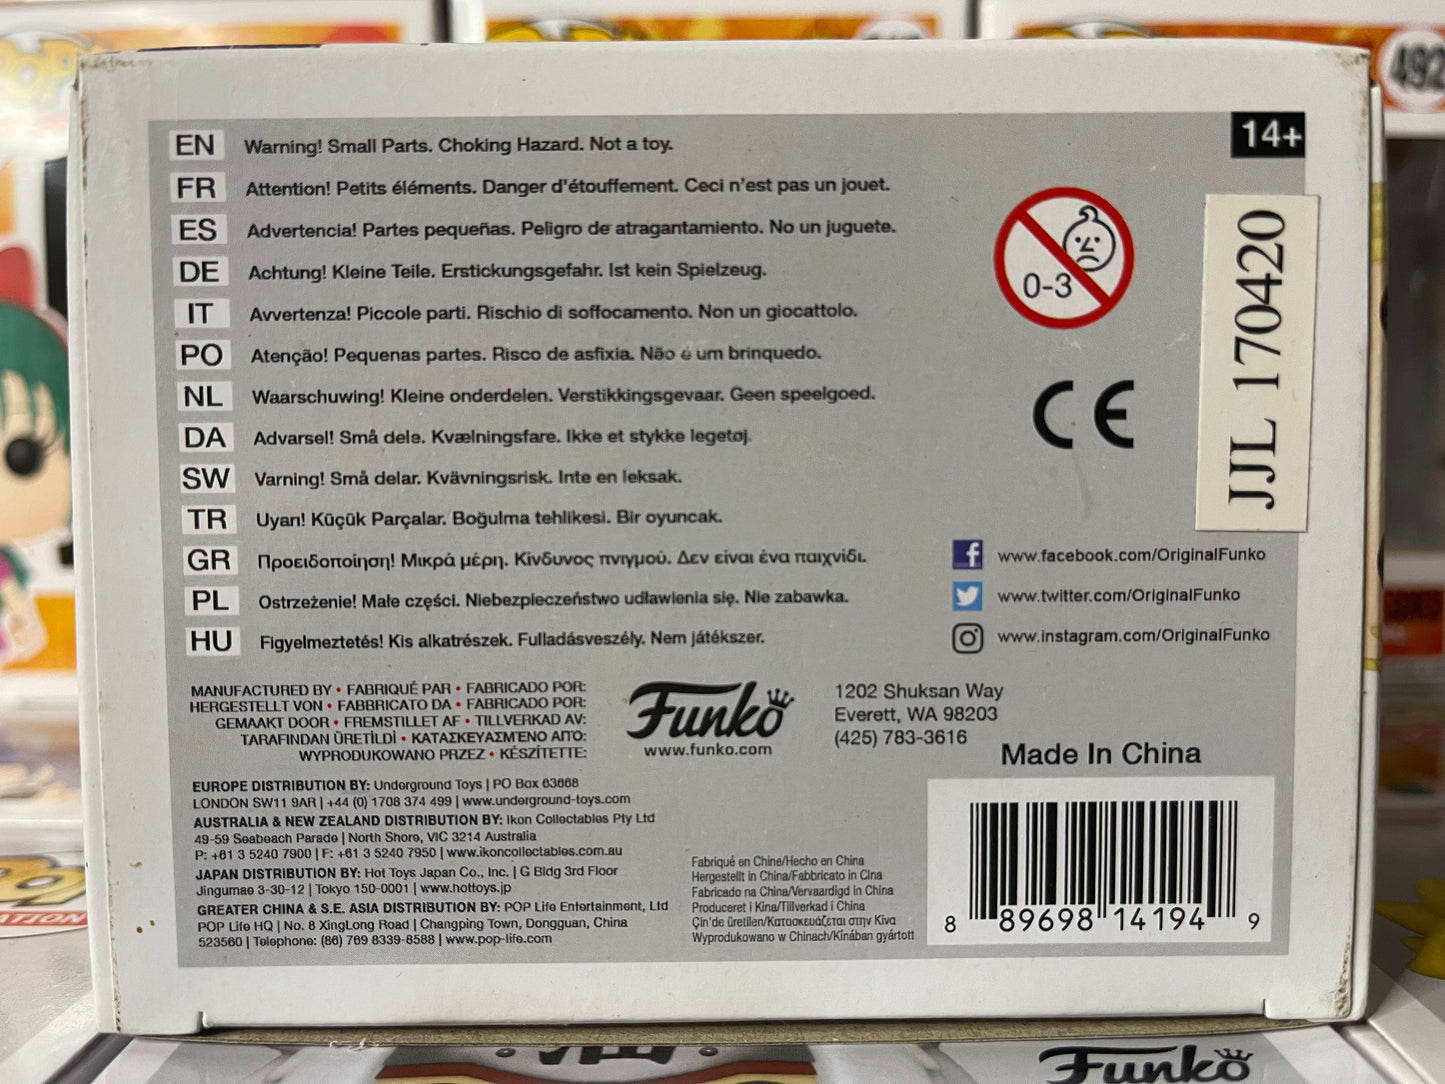 POP
492
EN Warning! Small Parts. Choking Hazard. Not a toy.
14+
FR Attention! Petits éléments. Danger d'étouffement. Ceci n'est pas un jouet.
ES Advertencia! Partes pequeñas. Peligro de atragantamiento. No un juguete.
DE Achtung! Kleine Teile. Erstickungsgefahr. Ist kein Spielzeug.
IT Avvertenza! Piccole parti. Rischio di soffocamento. Non un giocattolo.
PO Atenção! Pequenas partes. Risco de asfixia. Não é um brinquedo.
NL Waarschuwing! Kleine onderdelen. Verstikkingsgevaar. Geen speelgoed.
DA Advarsel! Små dele. Kvælningsfare. Ikke et stykke legetøj.
SW Varning! Små delar. Kvävningsrisk. Inte en leksak.
TR Uyarı! Küçük Parçalar. Boğulma tehlikesi. Bir oyuncak.
GR Προειδοποίηση! Μικρά μέρη. Κίνδυνος πνιγμού. Δεν είναι ένα παιχνίδι.
PL Ostrzeżenie! Małe części. Niebezpieczeństwo udławienia się. Nie zabawka.
HU Figyelmeztetés! Kis alkatrészek. Fulladásveszély. Nem játékszer.
0-3
CE
JJL 170420
www.facebook.com/OriginalFunko
www.twitter.com/OriginalFunko
www.instagram.com/OriginalFunko
MANUFACTURED BY • FABRIQUÉ PAR • FABRICADO POR:
HERGESTELLT VON • FABBRICATO DA • FABRICADO POR:
GEMAAKT DOOR • FREMSTILLET AF • TILLVERKAD AV:
TARAFINDAN ÜRETİLDİ • ΚΑΤΑΣΚΕΥΑΣΜΈΝΟ ΑΠΌ:
WYPRODUKOWANO PRZEZ • KÉSZÍTETTE:
Funko
www.funko.com
1202 Shuksan Way
Everett, WA 98203
(425) 783-3616
Made In China
EUROPE DISTRIBUTION BY: Underground Toys | PO Box 63668
LONDON SW11 9AR | +44 (0) 1708 374 499 | www.underground-toys.com
AUSTRALIA & NEW ZEALAND DISTRIBUTION BY: Ikon Collectables Pty Ltd
49-59 Seabeach Parade | North Shore, VIC 3214 Australia
P: +61 3 5240 7900 | F: +61 3 5240 7950 | www.ikoncollectables.com.au
JAPAN DISTRIBUTION BY: Hot Toys Japan Co., Inc. | G Bldg 3rd Floor
Jingumae 3-30-12 | Tokyo 150-0001 | www.hottoys.jp
GREATER CHINA & S.E. ASIA DISTRIBUTION BY: POP Life Entertainment, Ltd
POP Life HQ | No. 8 XingLong Road | Changping Town, Dongguan, China
523560 | Telephone: (86) 769 8339-8588 | www.pop-life.com
Fabriqué en Chine/Hecho en China
Hergestellt in China/Fabbricato in Cina
Fabricado na China/Vervaardigd in China
Produceret i Kina/Tillverkad i China
Çin'de üretilen/Κατασκευάζεται στην Κίνα
Wyprodukowano w Chinach/Kínában gyártott
8 89698 14194 9
Funko